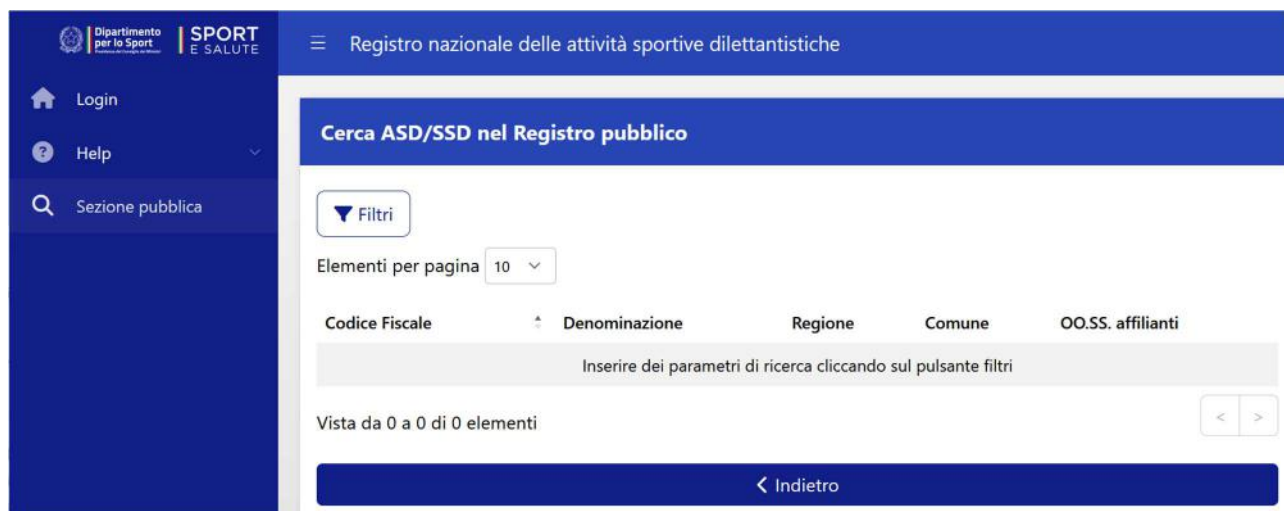 Dipartimento
per lo Sport
SPORT
E SALUTE
Registro nazionale delle attività sportive dilettantistiche
Login
Help
Sezione pubblica
Cerca ASD/SSD nel Registro pubblico
Filtri
Elementi per pagina 10
Codice Fiscale Denominazione Regione Comune OO.SS. affilianti
Inserire dei parametri di ricerca cliccando sul pulsante filtri
Vista da 0 a 0 di 0 elementi
< >
Indietro